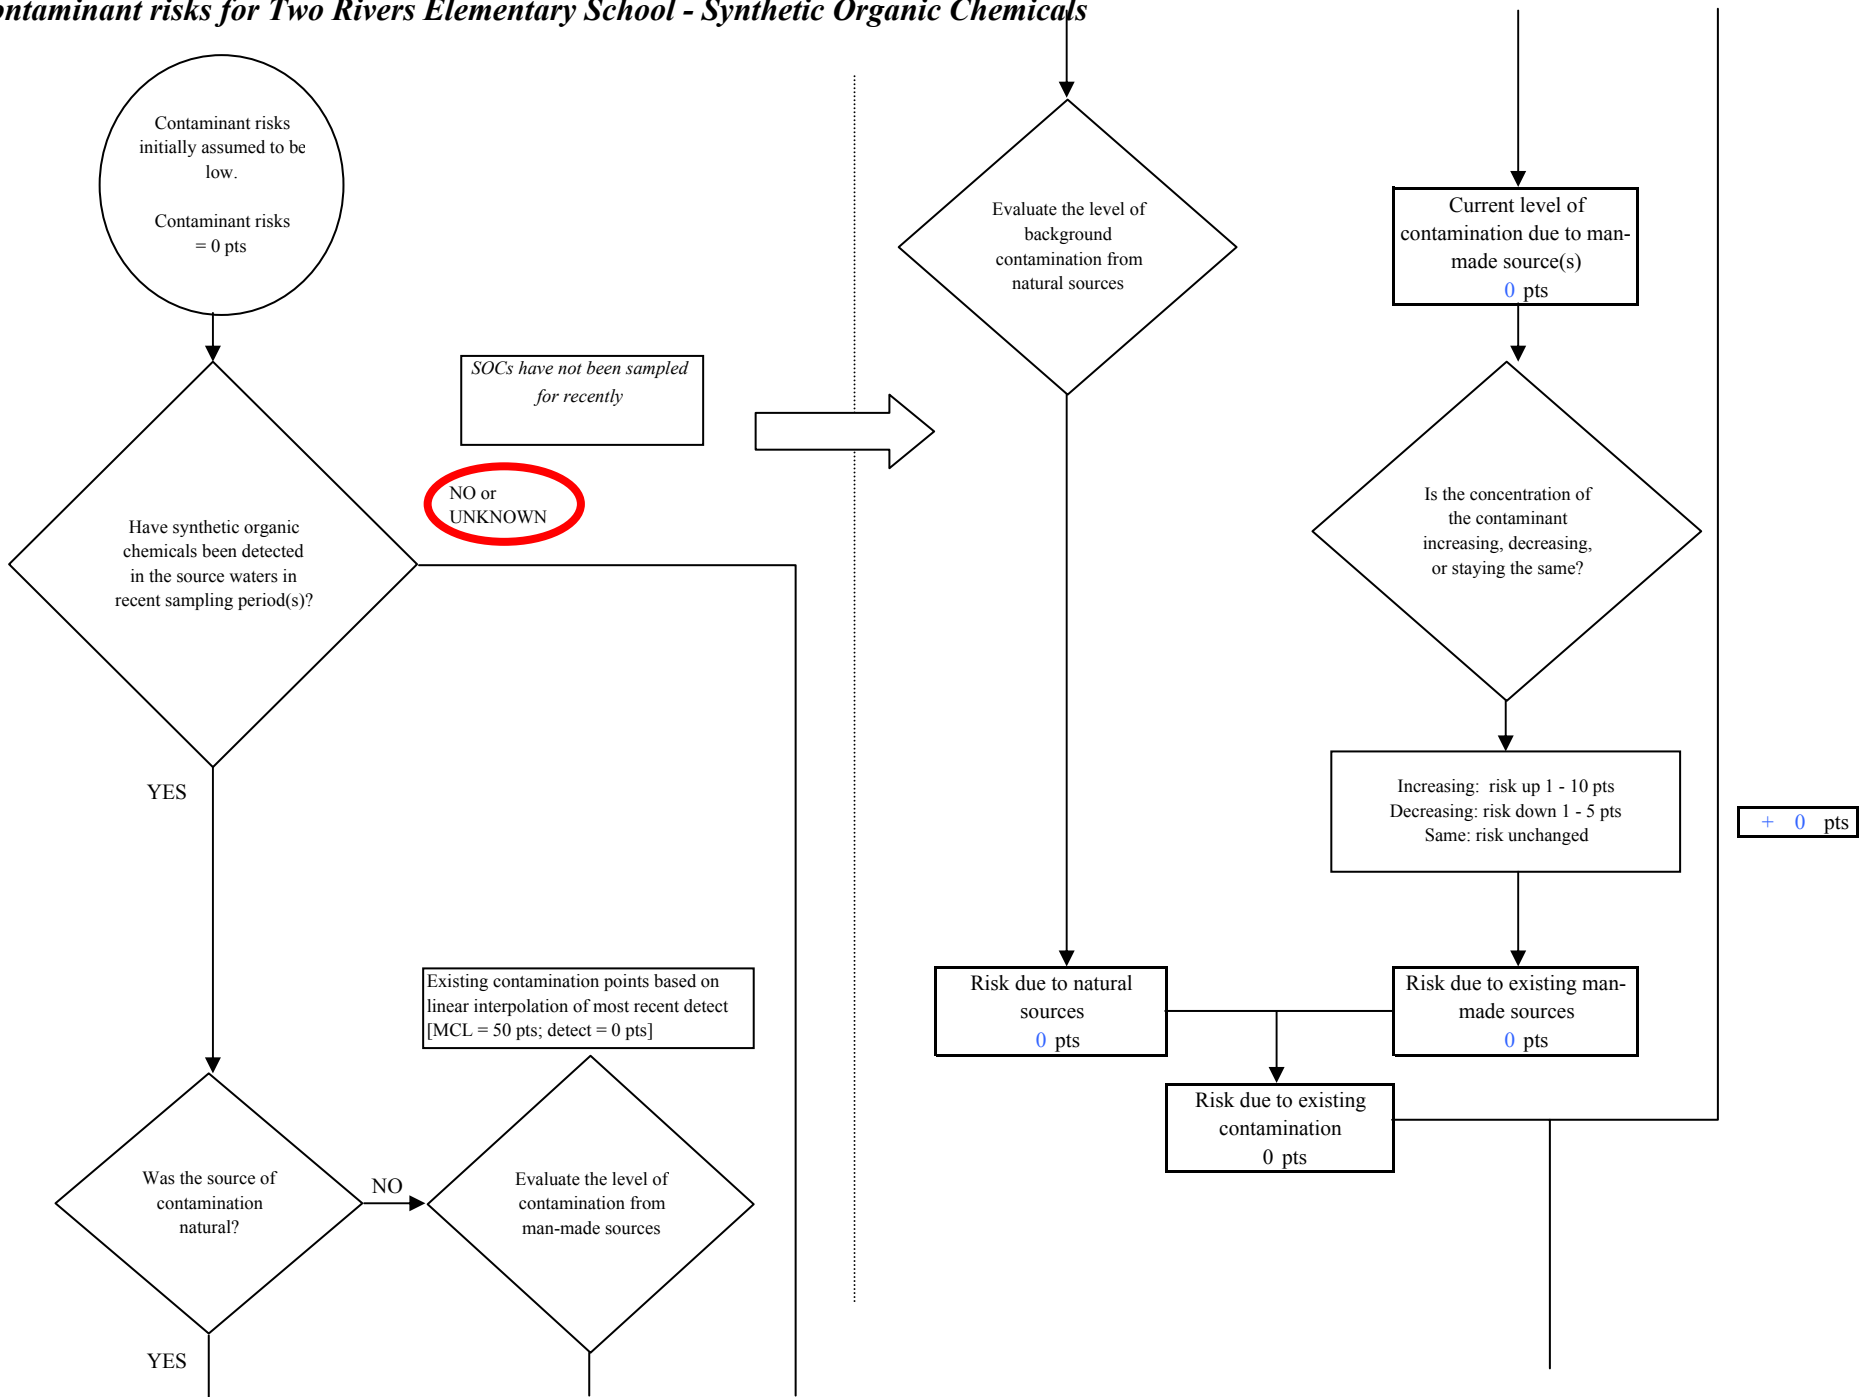 ontaminant risks for Two Rivers Elementary School - Synthetic Organic Chemicals
Contaminant risks
initially assumed to be
low.
Contaminant risks
= 0 pts
SOCs have not been sampled
for recently
NO or
UNKNOWN
Have synthetic organic
chemicals been detected
in the source waters in
recent sampling period(s)?
YES
Existing contamination points based on
linear interpolation of most recent detect
[MCL = 50 pts; detect = 0 pts]
Was the source of
contamination
natural?
NO
Evaluate the level of
contamination from
man-made sources
YES
Evaluate the level of
background
contamination from
natural sources
Current level of
contamination due to man-
made source(s)
0 pts
Is the concentration of
the contaminant
increasing, decreasing,
or staying the same?
Increasing: risk up 1 - 10 pts
Decreasing: risk down 1 - 5 pts
Same: risk unchanged
+ 0 pts
Risk due to natural
sources
0 pts
Risk due to existing man-
made sources
0 pts
Risk due to existing
contamination
0 pts